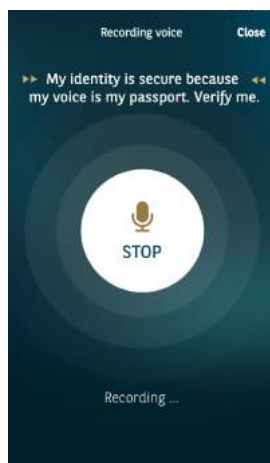 Recording voice Close
My identity is secure because
my voice is my passport. Verify me.
STOP
Recording ...